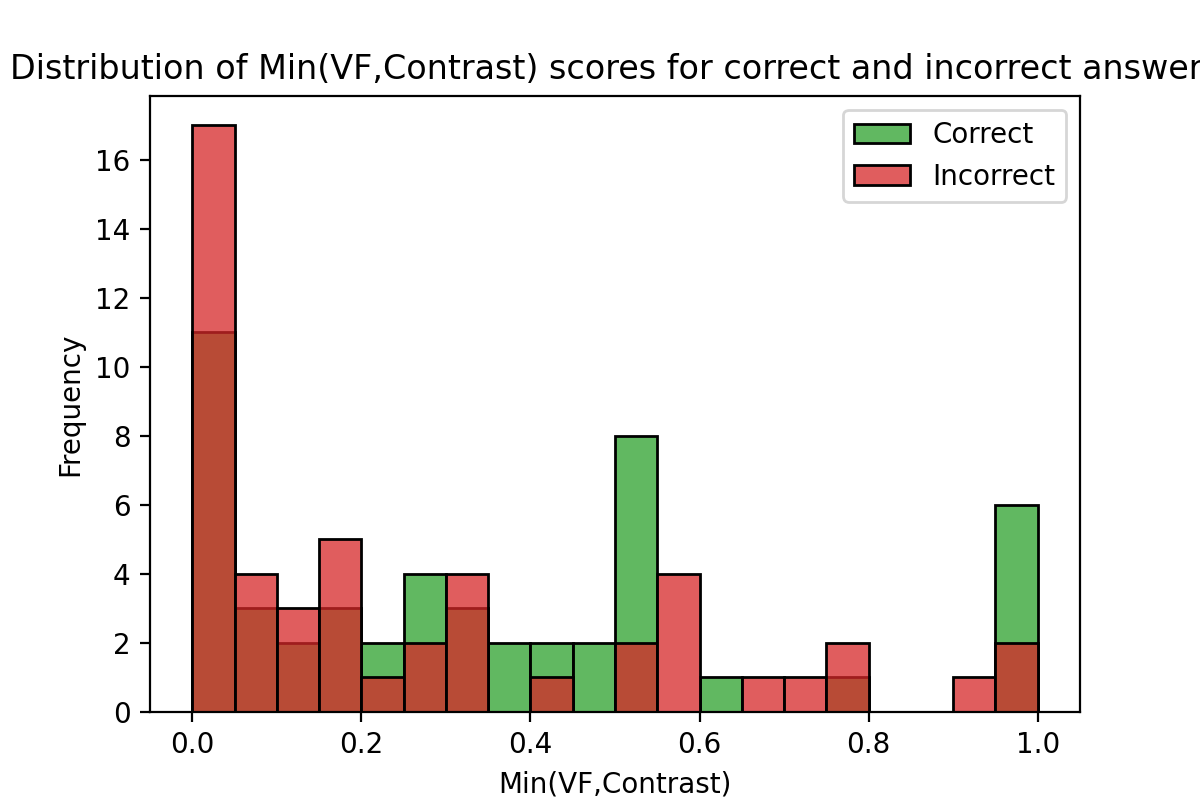 Distribution of Min(VF,Contrast) scores for correct and incorrect answer
Correct
Incorrect
16
14
12
10
8
6
4
2
0
Frequency
0.0 0.2 0.4 0.6 0.8 1.0
Min(VF,Contrast)